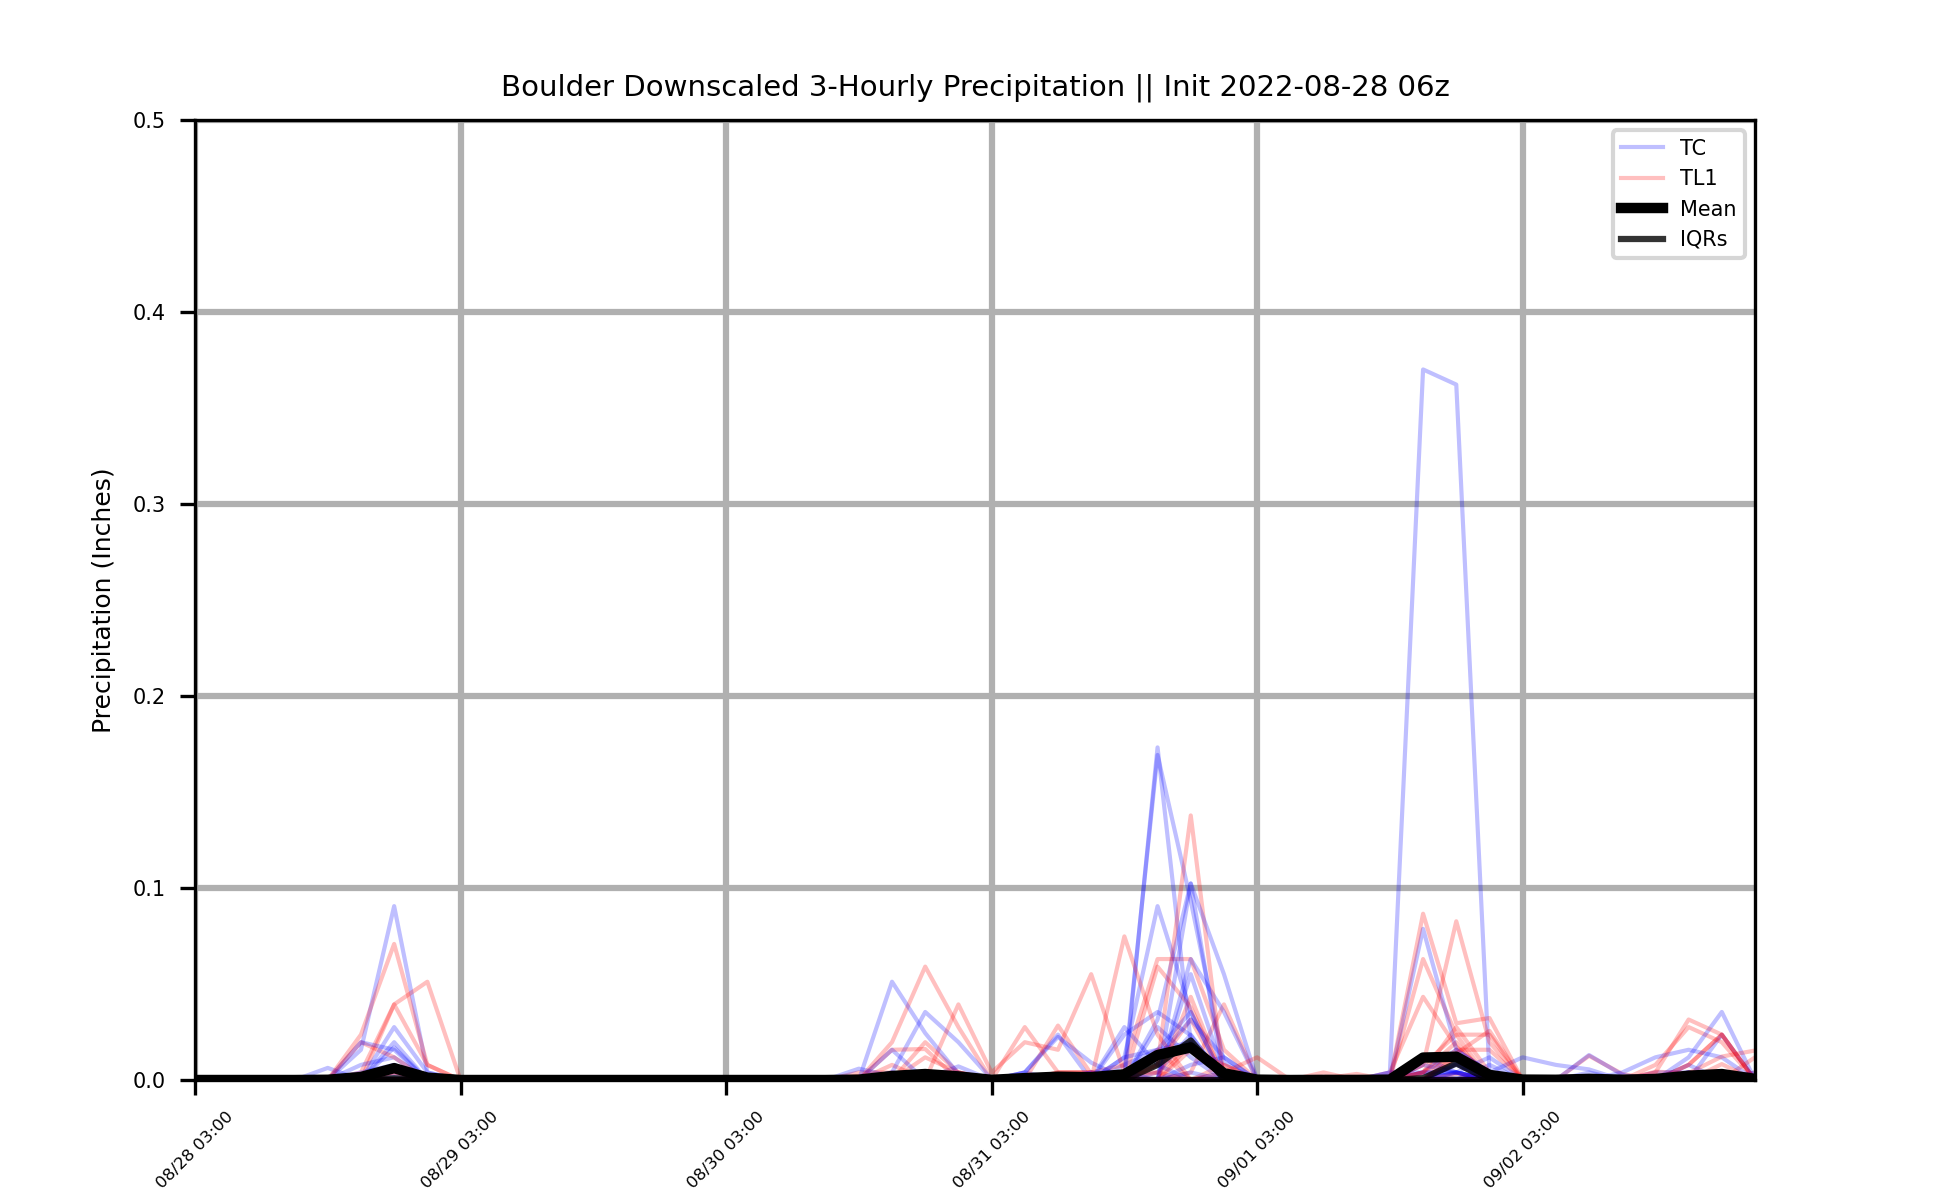 Boulder Downscaled 3-Hourly Precipitation || Init 2022-08-28 06z
TC
TL1
Mean
IQRs
Precipitation (Inches)
0.5
0.4
0.3
0.2
0.1
0.0
08/28 03:00
08/29 03:00
08/30 03:00
08/31 03:00
09/01 03:00
09/02 03:00